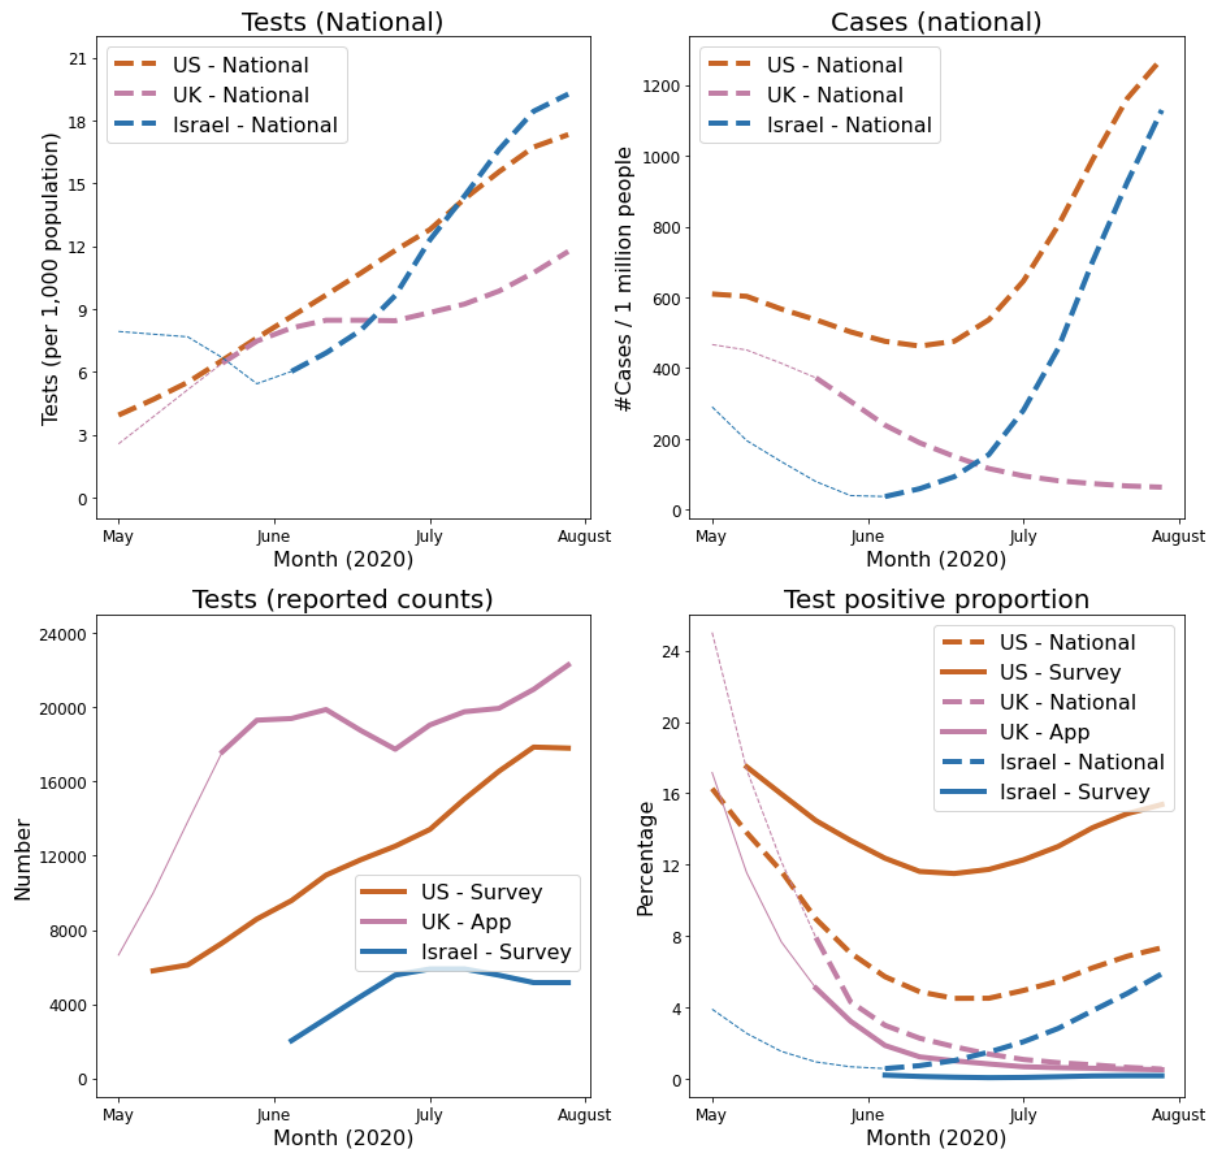 Tests (National)
US - National
UK - National
Israel - National
Tests (per 1,000 population)
21
18
15
12
9
6
3
0
May
June
July
August
Month (2020)
Cases (national)
US - National
UK - National
Israel - National
#Cases / 1 million people
1200
1000
800
600
400
200
0
May
June
July
August
Month (2020)
Tests (reported counts)
Number
24000
20000
16000
12000
8000
4000
0
US - Survey
UK - App
Israel - Survey
May
June
July
August
Month (2020)
Test positive proportion
US - National
US - Survey
UK - National
UK - App
Israel - National
Israel - Survey
Percentage
24
20
16
12
8
4
0
May
June
July
August
Month (2020)